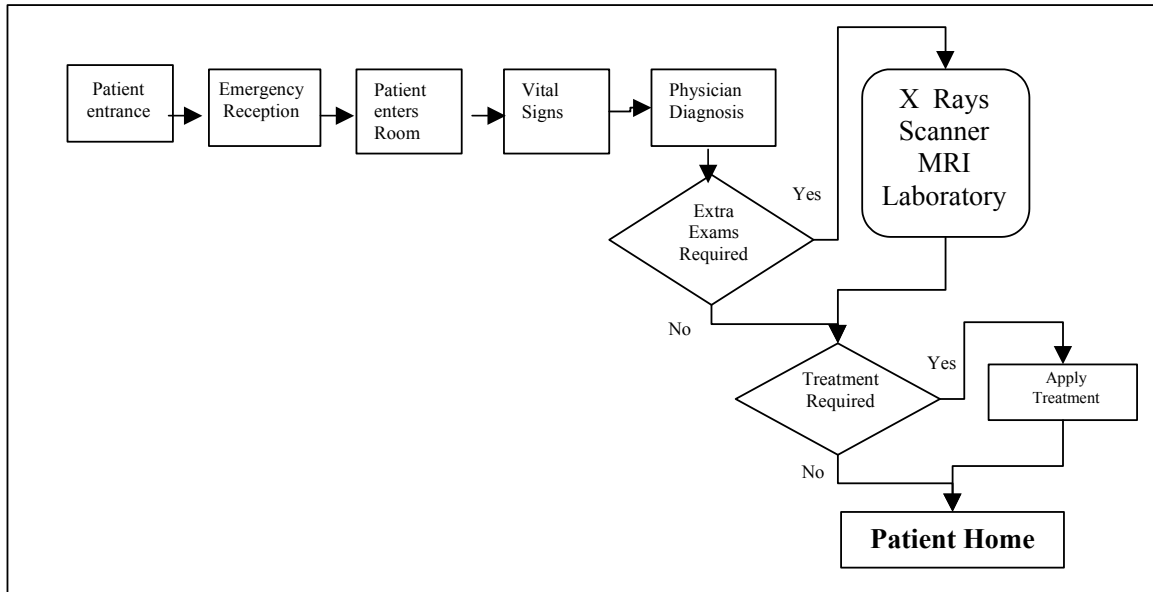 Patient
entrance
Emergency
Reception
Patient
enters
Room
Vital
Signs
Physician
Diagnosis
Extra
Exams
Required
Yes
X Rays
Scanner
MRI
Laboratory
No
Treatment
Required
Yes
Apply
Treatment
No
Patient Home